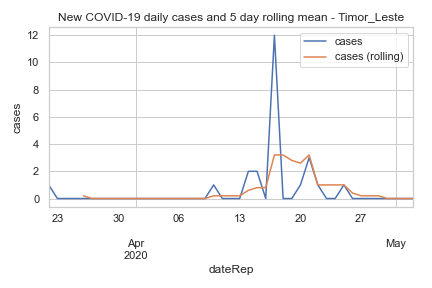 New COVID-19 daily cases and 5 day rolling mean - Timor_Leste
cases
cases (rolling)
cases
12
10
8
6
4
2
0
23 30 06 13 20 27
Apr May
2020
dateRep